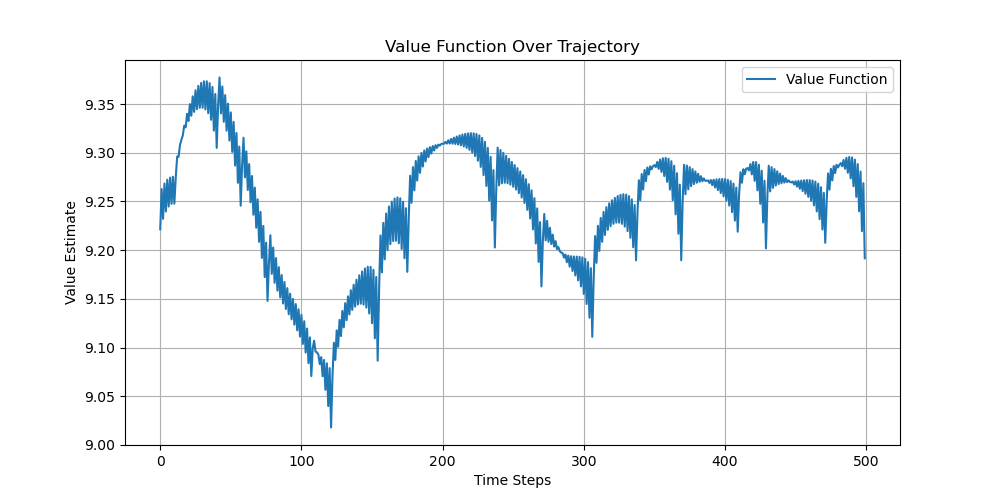 Value Function Over Trajectory
Value Function
Value Estimate
9.35
9.30
9.25
9.20
9.15
9.10
9.05
9.00
0 100 200 300 400 500
Time Steps